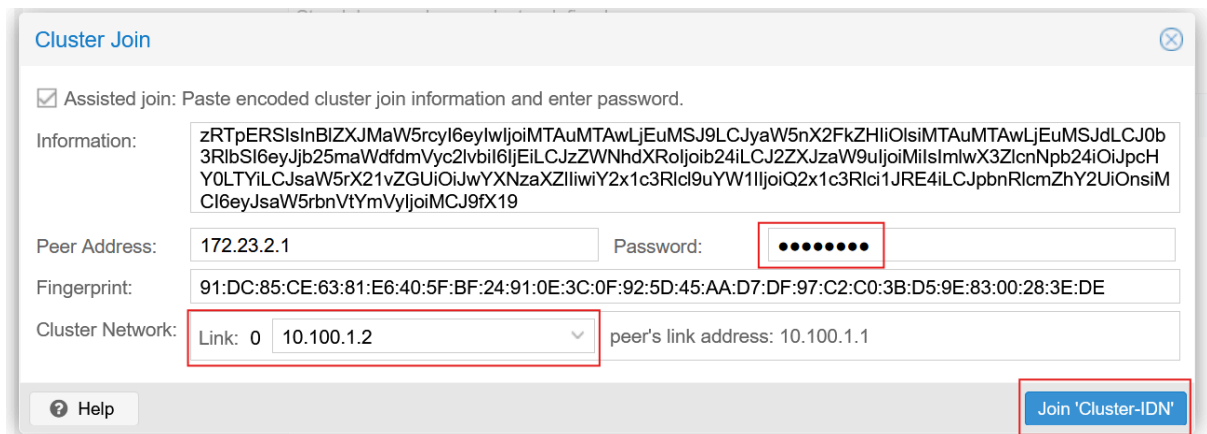 Cluster Join
Assisted join: Paste encoded cluster join information and enter password.
Information:
zRTpERSIsInBlZXJMaW5rcyI6eyIwIjoiMTAuMTAwLjEuMSJ9LCJyaW5nX2FkZHIiOlsiMTAuMTAwLjEuMSJdLCJ0b
3RlbSI6eyJjb25maWdfdmVyc2lvbiI6IjEiLCJzZWNhdXRoIjoib24iLCJ2ZXJzaW9uIjoiMiIsImlwX3ZlcnNpb24iOiJpcH
Y0LTYiLCJsaW5rX21vZGUiOiJwYXNzaXZlIiwiY2x1c3Rlcl9uYW1lIjoiQ2x1c3Rlci1JRE4iLCJpbnRlcmZhY2UiOnsiM
CI6eyJsaW5rbnVtYmVyIjoiMCJ9fX19
Peer Address: 172.23.2.1 Password: ●●●●●●●●
Fingerprint: 91:DC:85:CE:63:81:E6:40:5F:BF:24:91:0E:3C:0F:92:5D:45:AA:D7:DF:97:C2:C0:3B:D5:9E:83:00:28:3E:DE
Cluster Network: Link: 0 10.100.1.2 peer's link address: 10.100.1.1
Help Join 'Cluster-IDN'